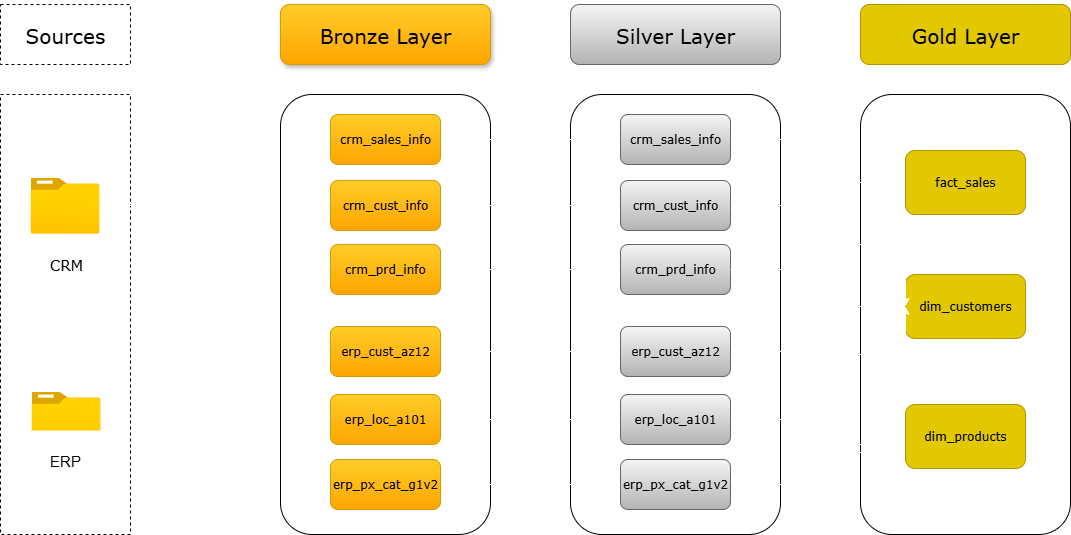 Sources
Bronze Layer
Silver Layer
Gold Layer
CRM
ERP
crm_sales_info
crm_cust_info
crm_prd_info
erp_cust_az12
erp_loc_a101
erp_px_cat_g1v2
crm_sales_info
crm_cust_info
crm_prd_info
erp_cust_az12
erp_loc_a101
erp_px_cat_g1v2
fact_sales
dim_customers
dim_products